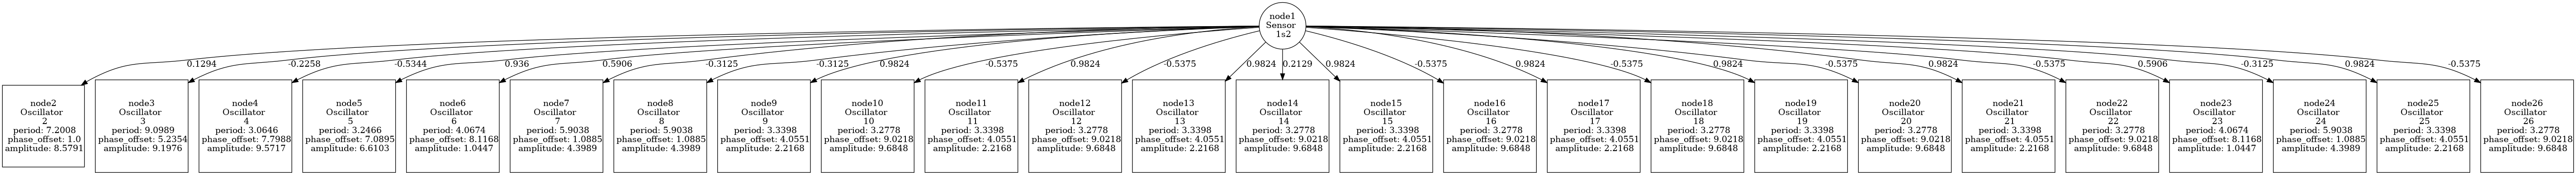 node1
Sensor
1s2
0.1294
-0.2258
-0.5344
0.936
0.5906
-0.3125
-0.3125
0.9824
-0.5375
0.9824
-0.5375
0.9824
0.2129
0.9824
-0.5375
0.9824
-0.5375
0.9824
-0.5375
0.9824
-0.5375
0.5906
-0.3125
0.9824
-0.5375
node2
Oscillator
2
period: 7.2008
phase_offset: 1.0
amplitude: 8.5791
node3
Oscillator
3
period: 9.0989
phase_offset: 5.2354
amplitude: 9.1976
node4
Oscillator
4
period: 3.0646
phase_offset: 7.7988
amplitude: 9.5717
node5
Oscillator
5
period: 3.2466
phase_offset: 7.0895
amplitude: 6.6103
node6
Oscillator
6
period: 4.0674
phase_offset: 8.1168
amplitude: 1.0447
node7
Oscillator
7
period: 5.9038
phase_offset: 1.0885
amplitude: 4.3989
node8
Oscillator
8
period: 5.9038
phase_offset: 1.0885
amplitude: 4.3989
node9
Oscillator
9
period: 3.3398
phase_offset: 4.0551
amplitude: 2.2168
node10
Oscillator
10
period: 3.2778
phase_offset: 9.0218
amplitude: 9.6848
node11
Oscillator
11
period: 3.3398
phase_offset: 4.0551
amplitude: 2.2168
node12
Oscillator
12
period: 3.2778
phase_offset: 9.0218
amplitude: 9.6848
node13
Oscillator
13
period: 3.3398
phase_offset: 4.0551
amplitude: 2.2168
node14
Oscillator
14
period: 3.2778
phase_offset: 9.0218
amplitude: 9.6848
node15
Oscillator
15
period: 3.3398
phase_offset: 4.0551
amplitude: 2.2168
node16
Oscillator
16
period: 3.2778
phase_offset: 9.0218
amplitude: 9.6848
node17
Oscillator
17
period: 3.3398
phase_offset: 4.0551
amplitude: 2.2168
node18
Oscillator
18
period: 3.2778
phase_offset: 9.0218
amplitude: 9.6848
node19
Oscillator
19
period: 3.3398
phase_offset: 4.0551
amplitude: 2.2168
node20
Oscillator
20
period: 3.2778
phase_offset: 9.0218
amplitude: 9.6848
node21
Oscillator
21
period: 3.3398
phase_offset: 4.0551
amplitude: 2.2168
node22
Oscillator
22
period: 3.2778
phase_offset: 9.0218
amplitude: 9.6848
node23
Oscillator
23
period: 4.0674
phase_offset: 8.1168
amplitude: 1.0447
node24
Oscillator
24
period: 5.9038
phase_offset: 1.0885
amplitude: 4.3989
node25
Oscillator
25
period: 3.3398
phase_offset: 4.0551
amplitude: 2.2168
node26
Oscillator
26
period: 3.2778
phase_offset: 9.0218
amplitude: 9.6848